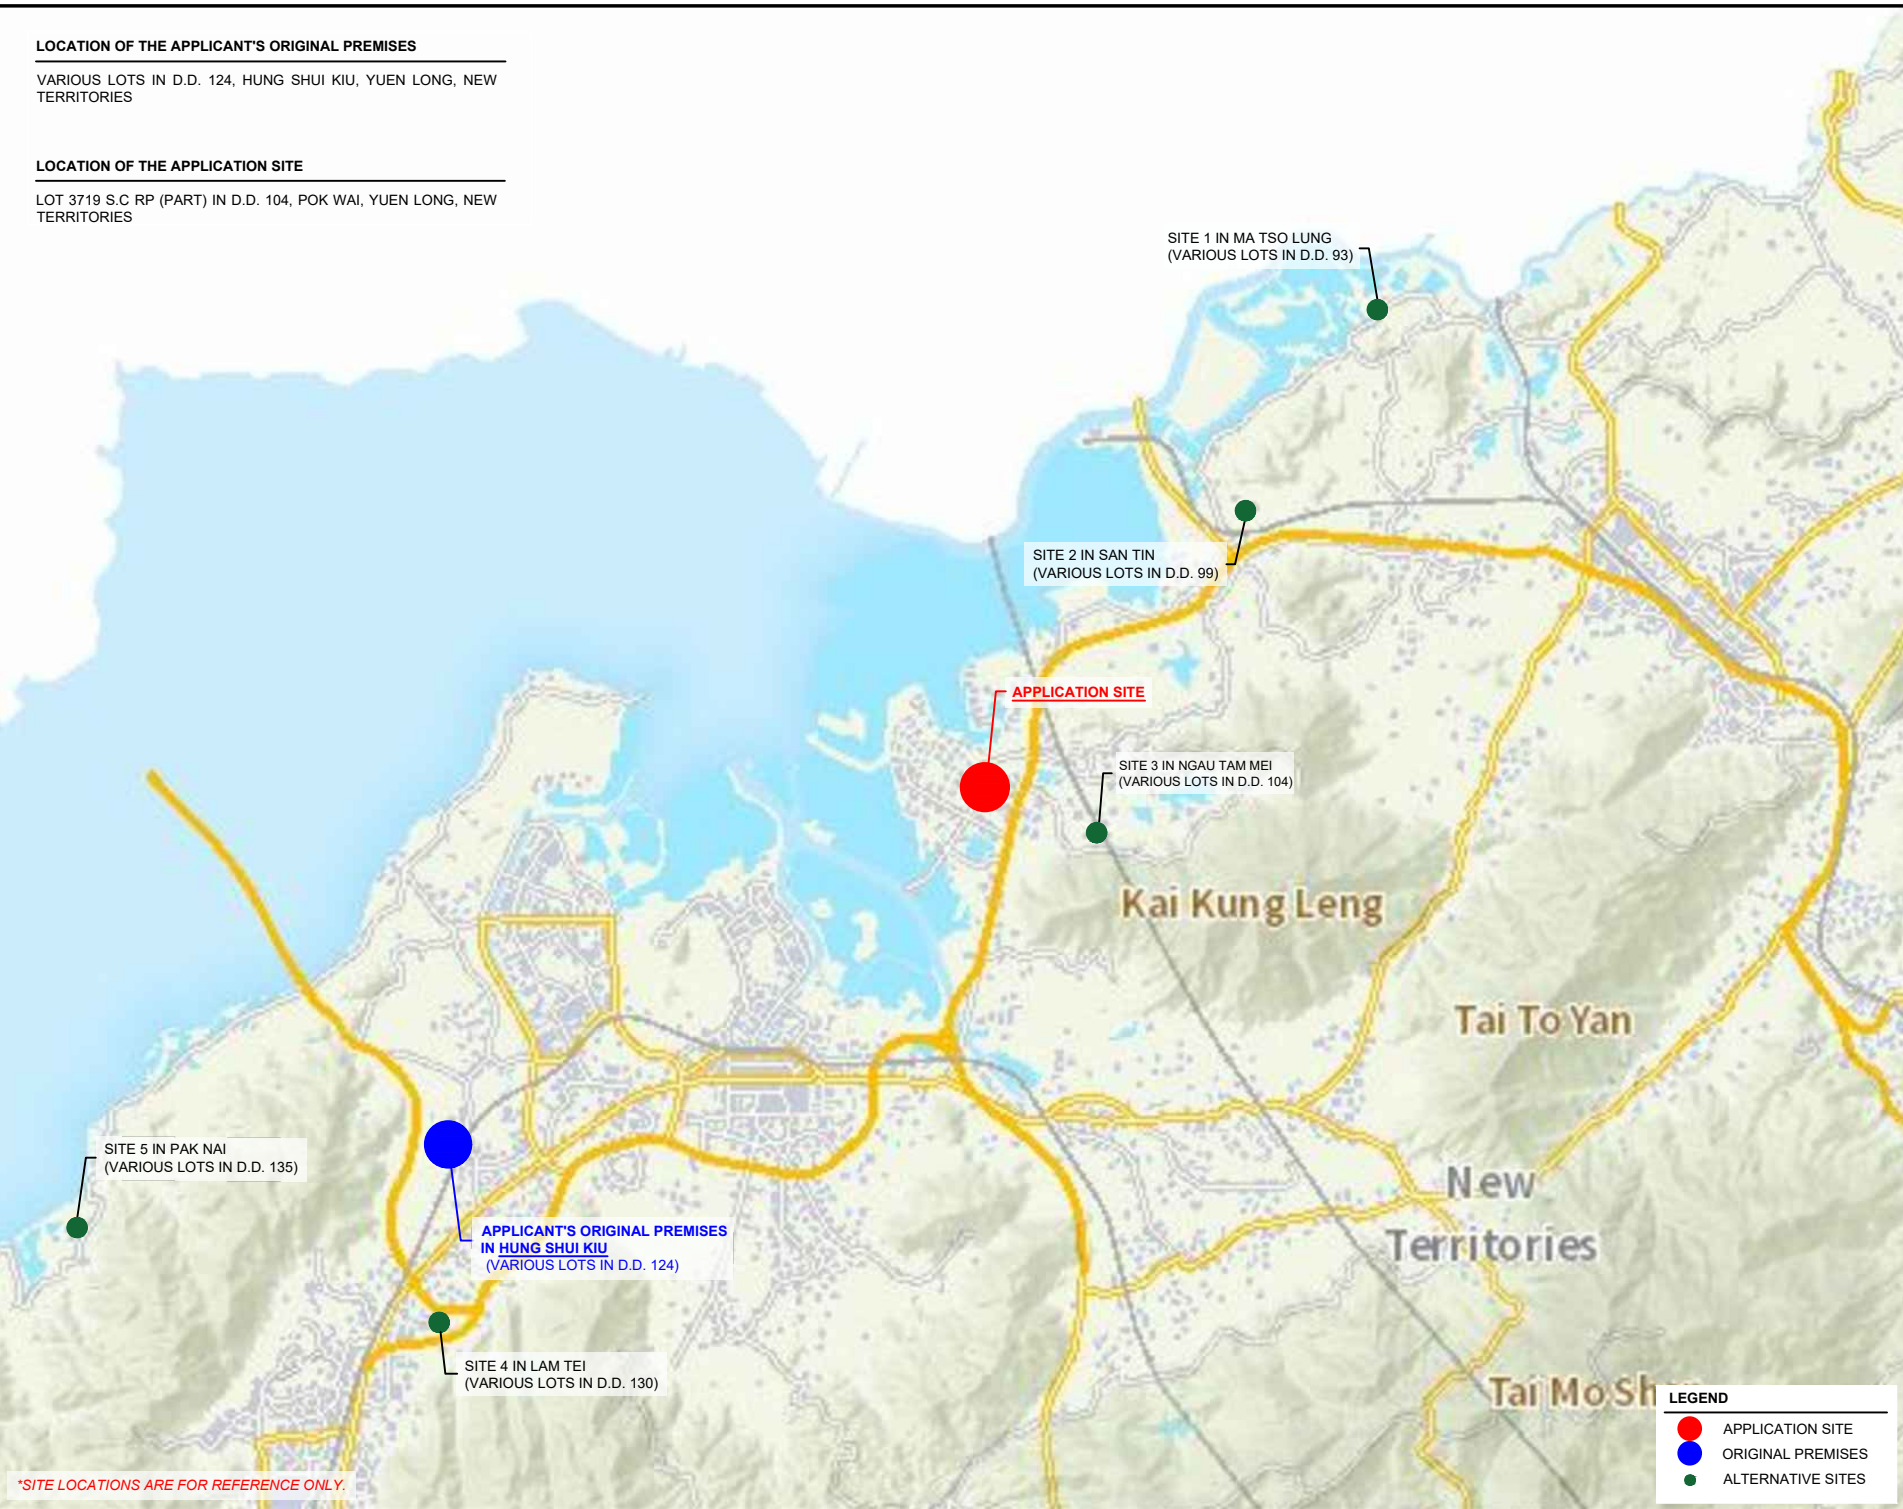 LOCATION OF THE APPLICANT'S ORIGINAL PREMISES
VARIOUS LOTS IN D.D. 124, HUNG SHUI KIU, YUEN LONG, NEW
TERRITORIES
LOCATION OF THE APPLICATION SITE
LOT 3719 S.C RP (PART) IN D.D. 104, POK WAI, YUEN LONG, NEW
TERRITORIES
SITE 1 IN MA TSO LUNG
(VARIOUS LOTS IN D.D. 93)
SITE 2 IN SAN TIN
(VARIOUS LOTS IN D.D. 99)
APPLICATION SITE
SITE 3 IN NGAU TAM MEI
(VARIOUS LOTS IN D.D. 104)
Kai Kung Leng
Tai To Yan
SITE 5 IN PAK NAI
(VARIOUS LOTS IN D.D. 135)
New
Territories
APPLICANT'S ORIGINAL PREMISES
IN HUNG SHUI KIU
(VARIOUS LOTS IN D.D. 124)
SITE 4 IN LAM TEI
(VARIOUS LOTS IN D.D. 130)
Tai Mo
LEGEND
APPLICATION SITE
ORIGINAL PREMISES
ALTERNATIVE SITES
*SITE LOCATIONS ARE FOR REFERENCE ONLY.